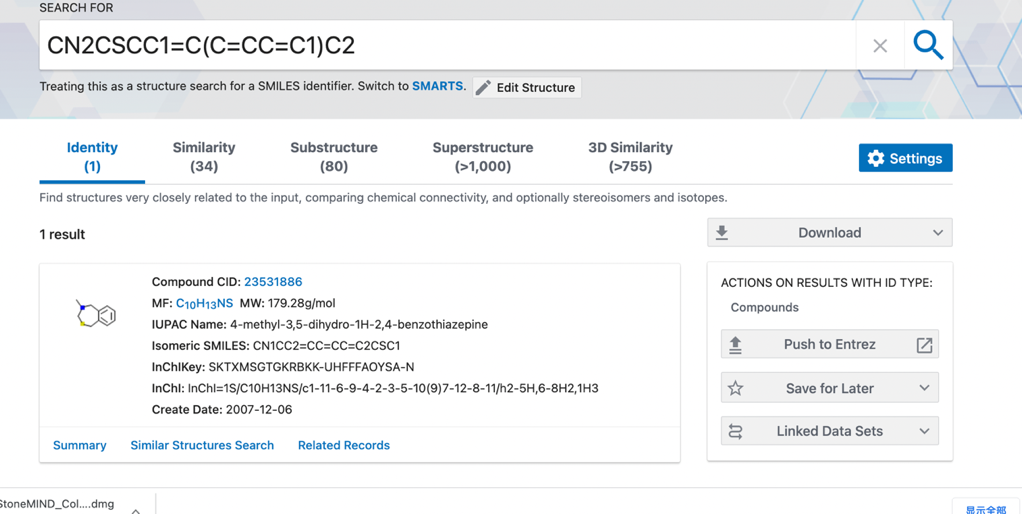 SEARCH FOR
CN2CSCC1=C(C=CC=C1)C2
Treating this as a structure search for a SMILES identifier. Switch to SMARTS. Edit Structure
Identity
(1)
Similarity
(34)
Substructure
(80)
Superstructure
(>1,000)
3D Similarity
(>755)
Settings
Find structures very closely related to the input, comparing chemical connectivity, and optionally stereoisomers and isotopes.
1 result
Download
Compound CID: 23531886
MF: C10H13NS MW: 179.28g/mol
IUPAC Name: 4-methyl-3,5-dihydro-1H-2,4-benzothiazepine
Isomeric SMILES: CN1CC2=CC=CC=C2CSC1
InChIKey: SKTXMSGTGKRBKK-UHFFFAOYSA-N
InChI: InChI=1S/C10H13NS/c1-11-6-9-4-2-3-5-10(9)7-12-8-11/h2-5H,6-8H2,1H3
Create Date: 2007-12-06
Summary Similar Structures Search Related Records
ACTIONS ON RESULTS WITH ID TYPE:
Compounds
Push to Entrez
Save for Later
Linked Data Sets
StoneMIND_Col....dmg
显示全部